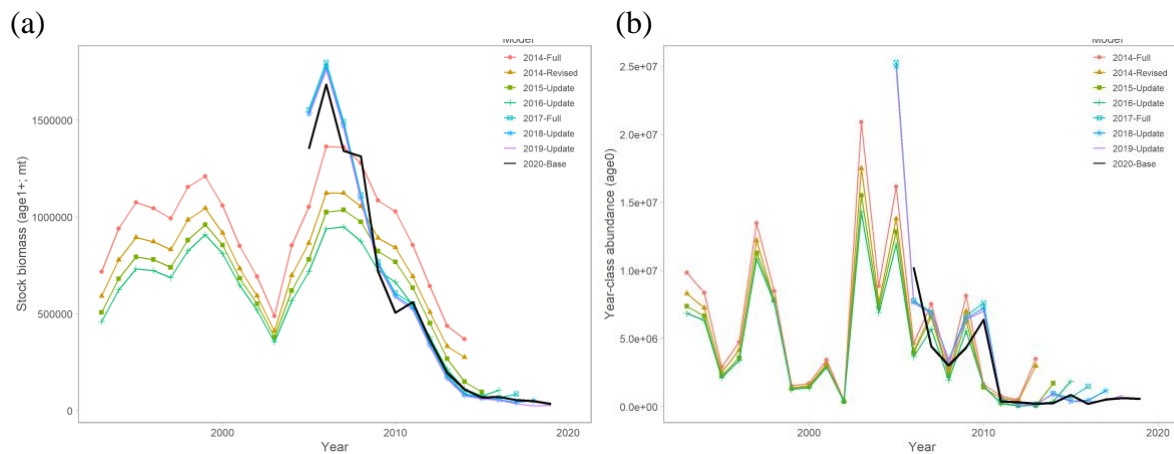 (a)
Model
2014-Full
2014-Revised
2015-Update
2016-Update
2017-Full
2018-Update
2019-Update
2020-Base
1500000
1000000
500000
0
Stock biomass (age1+; mt)
2000
2010
2020
Year
(b)
Model
2014-Full
2014-Revised
2015-Update
2016-Update
2017-Full
2018-Update
2019-Update
2020-Base
2.5e+07
2.0e+07
1.5e+07
1.0e+07
5.0e+06
0.0e+00
Year-class abundance (age0)
2000
2010
2020
Year